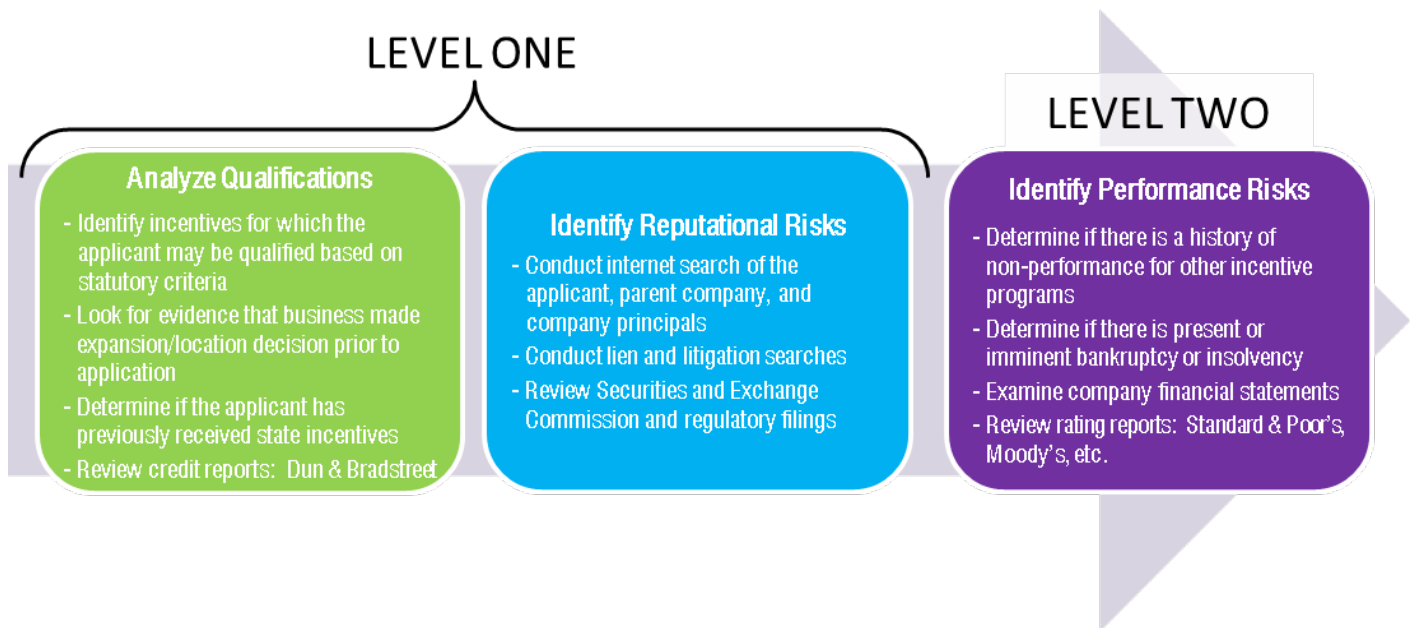 LEVEL ONE
LEVEL TWO
Analyze Qualifications
- Identify incentives for which the
applicant may be qualified based on
statutory criteria
- Look for evidence that business made
expansion/location decision prior to
application
- Determine if the applicant has
previously received state incentives
- Review credit reports: Dun & Bradstreet
Identify Reputational Risks
- Conduct internet search of the
applicant, parent company, and
company principals
- Conduct lien and litigation searches
- Review Securities and Exchange
Commission and regulatory filings
Identify Performance Risks
- Determine if there is a history of
non-performance for other incentive
programs
- Determine if there is present or
imminent bankruptcy or insolvency
- Examine company financial statements
- Review rating reports: Standard & Poor's,
Moody's, etc.